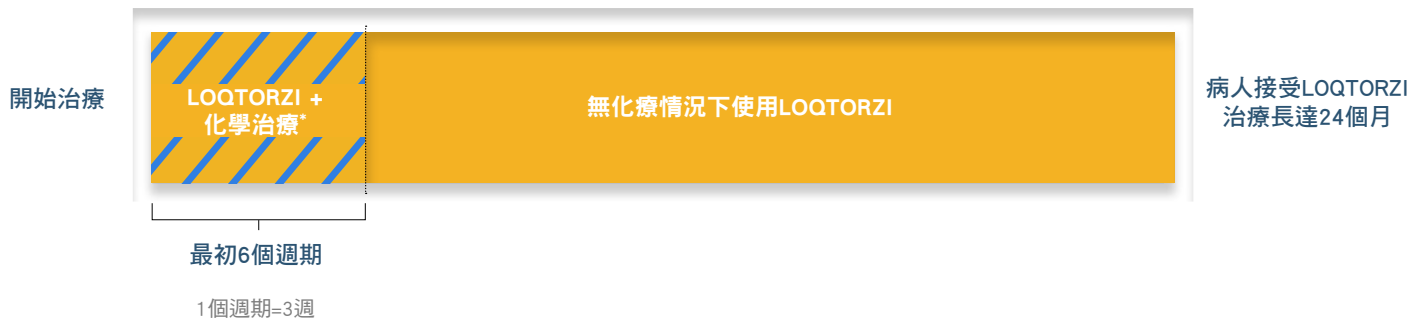 開始治療
LOQTORZI +
化學治療*
無化療情況下使用LOQTORZI
病人接受LOQTORZI
治療長達24個月
最初6個週期
1個週期=3週